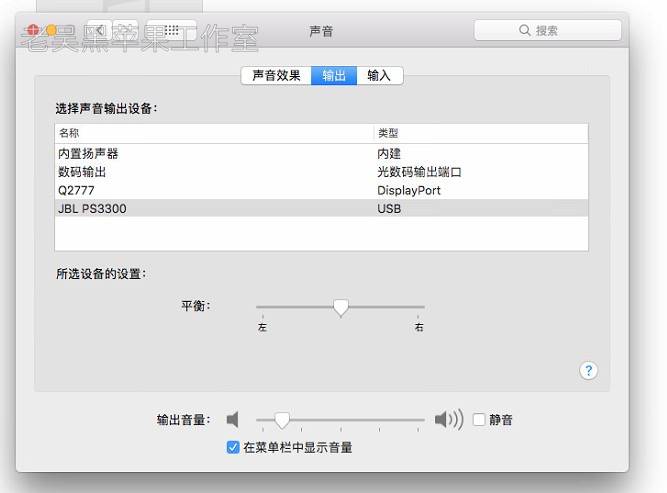 老吴黑苹果工作室
声音
搜索
声音效果 输出 输入
选择声音输出设备：
名称 类型
内置扬声器 内建
数码输出 光数码输出端口
Q2777 DisplayPort
JBL PS3300 USB
所选设备的设置：
平衡：
左 右
?
输出音量： 静音
在菜单栏中显示音量